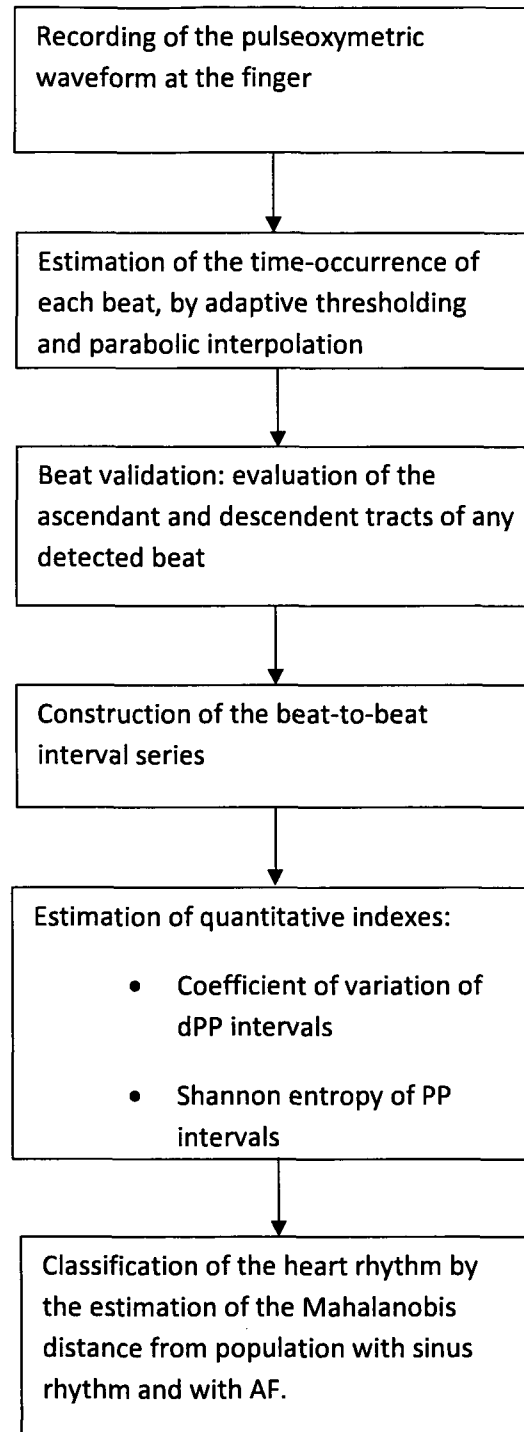 Recording of the pulseoxymetric
waveform at the finger
Estimation of the time-occurrence of
each beat, by adaptive thresholding
and parabolic interpolation
Beat validation: evaluation of the
ascendant and descendent tracts of any
detected beat
Construction of the beat-to-beat
interval series
Estimation of quantitative indexes:
• Coefficient of variation of
dPP intervals
• Shannon entropy of PP
intervals
Classification of the heart rhythm by
the estimation of the Mahalanobis
distance from population with sinus
rhythm and with AF.